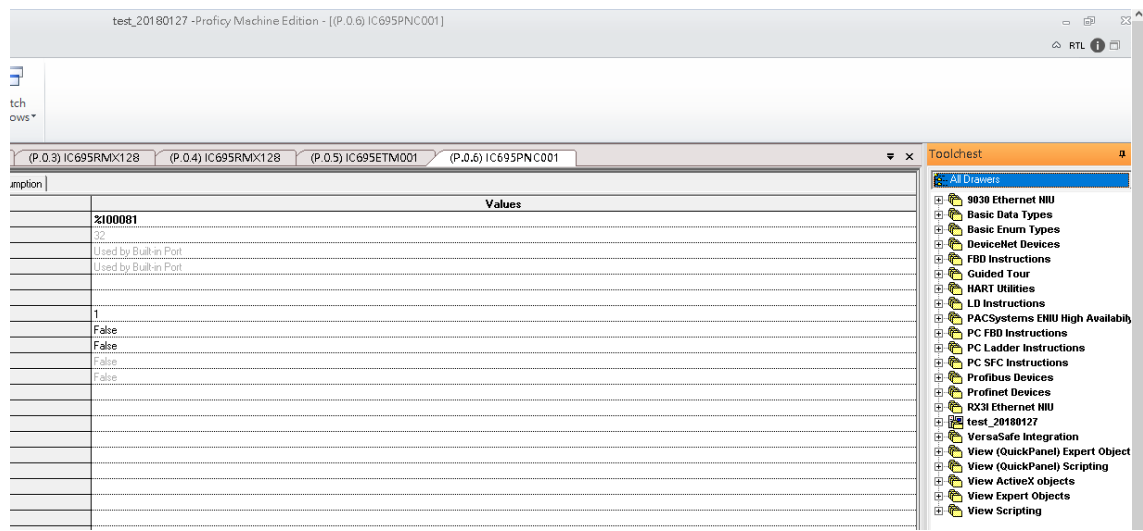 test_20180127 -Proficy Machine Edition - [(P.0.6) IC695PNC001]
RTL
tch
ows
(P.0.3) IC695RMX128 (P.0.4) IC695RMX128 (P.0.5) IC695ETM001 (P.0.6) IC695PNC001
Toolchest
umption
Values
%I00081
32
Used by Built-in Port
Used by Built-in Port
1
False
False
False
False
All Drawers
9030 Ethernet NIU
Basic Data Types
Basic Enum Types
DeviceNet Devices
FBD Instructions
Guided Tour
HART Utilities
LD Instructions
PACSystems ENIU High Availabily
PC FBD Instructions
PC Ladder Instructions
PC SFC Instructions
Profibus Devices
Profinet Devices
RX3I Ethernet NIU
test_20180127
VersaSafe Integration
View (QuickPanel) Expert Object
View (QuickPanel) Scripting
View ActiveX objects
View Expert Objects
View Scripting